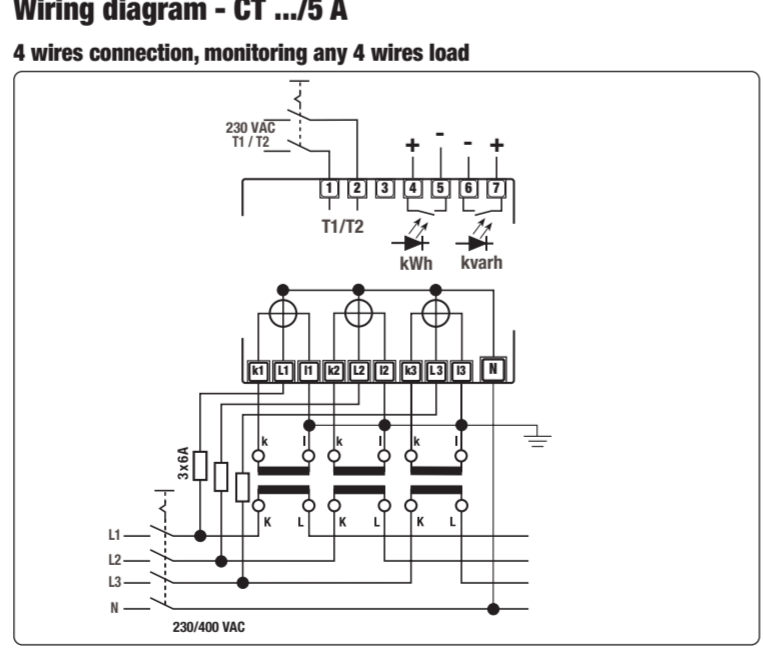 Wiring diagram - CT .../5 A
4 wires connection, monitoring any 4 wires load
230 VAC
T1 / T2
+ - - +
1 2 3 4 5 6 7
T1/T2
kWh kvarh
k1 L1 l1 k2 L2 l2 k3 L3 l3 N
k l k l k l
3x6A
K L K L K L
L1
L2
L3
N
230/400 VAC